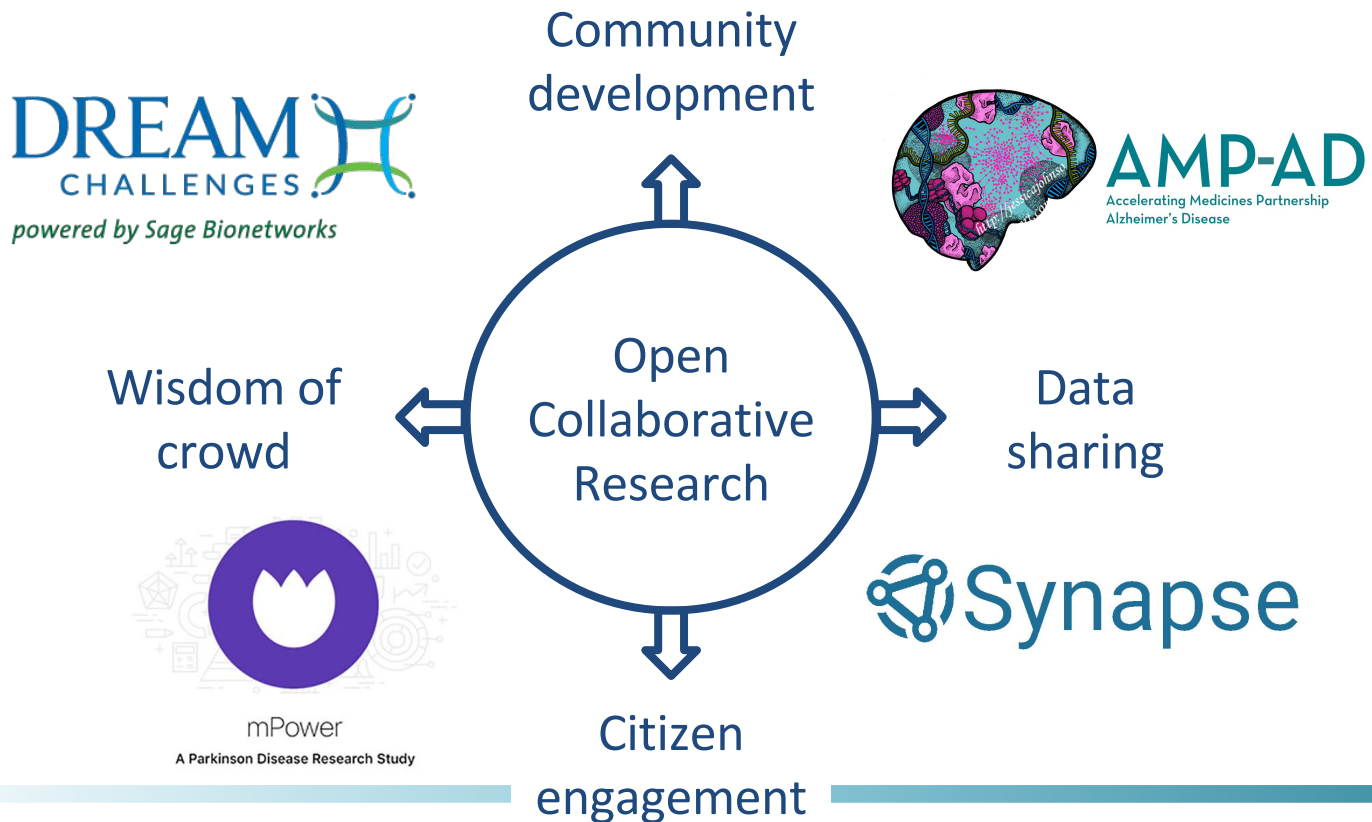 Community
development
DREAM
CHALLENGES
powered by Sage Bionetworks
AMP-AD
Accelerating Medicines Partnership
Alzheimer's Disease
Open
Collaborative
Research
Wisdom of
crowd
Data
sharing
Synapse
mPower
A Parkinson Disease Research Study
Citizen
engagement